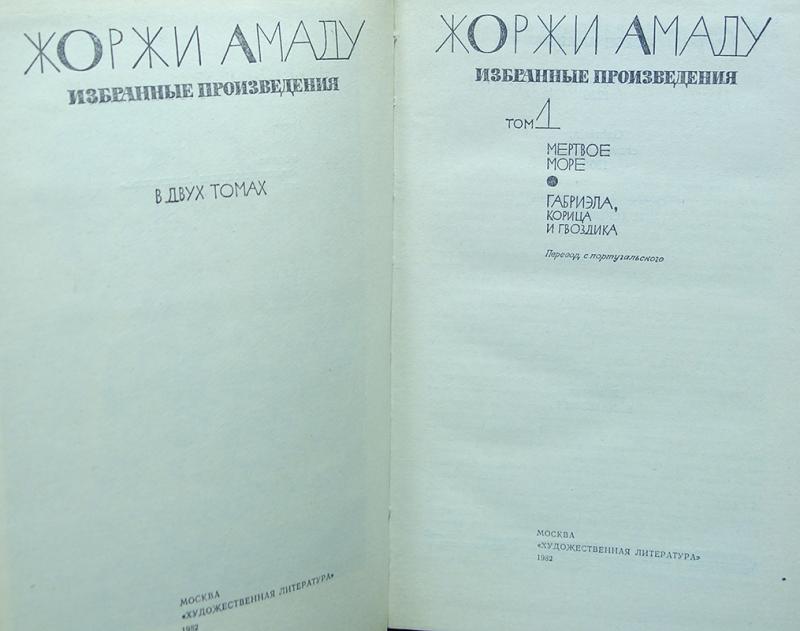 ЖОРЖИ АМАДУ
ИЗБРАННЫЕ ПРОИЗВЕДЕНИЯ
В ДВУХ ТОМАХ
МОСКВА
«ХУДОЖЕСТВЕННАЯ ЛИТЕРАТУРА»
1982
ЖОРЖИ АМАДУ
ИЗБРАННЫЕ ПРОИЗВЕДЕНИЯ
ТОМ 1
МЕРТВОЕ
МОРЕ
ГАБРИЭЛА,
КОРИЦА
И ГВОЗДИКА
Перевод с португальского
МОСКВА
«ХУДОЖЕСТВЕННАЯ ЛИТЕРАТУРА»
1982